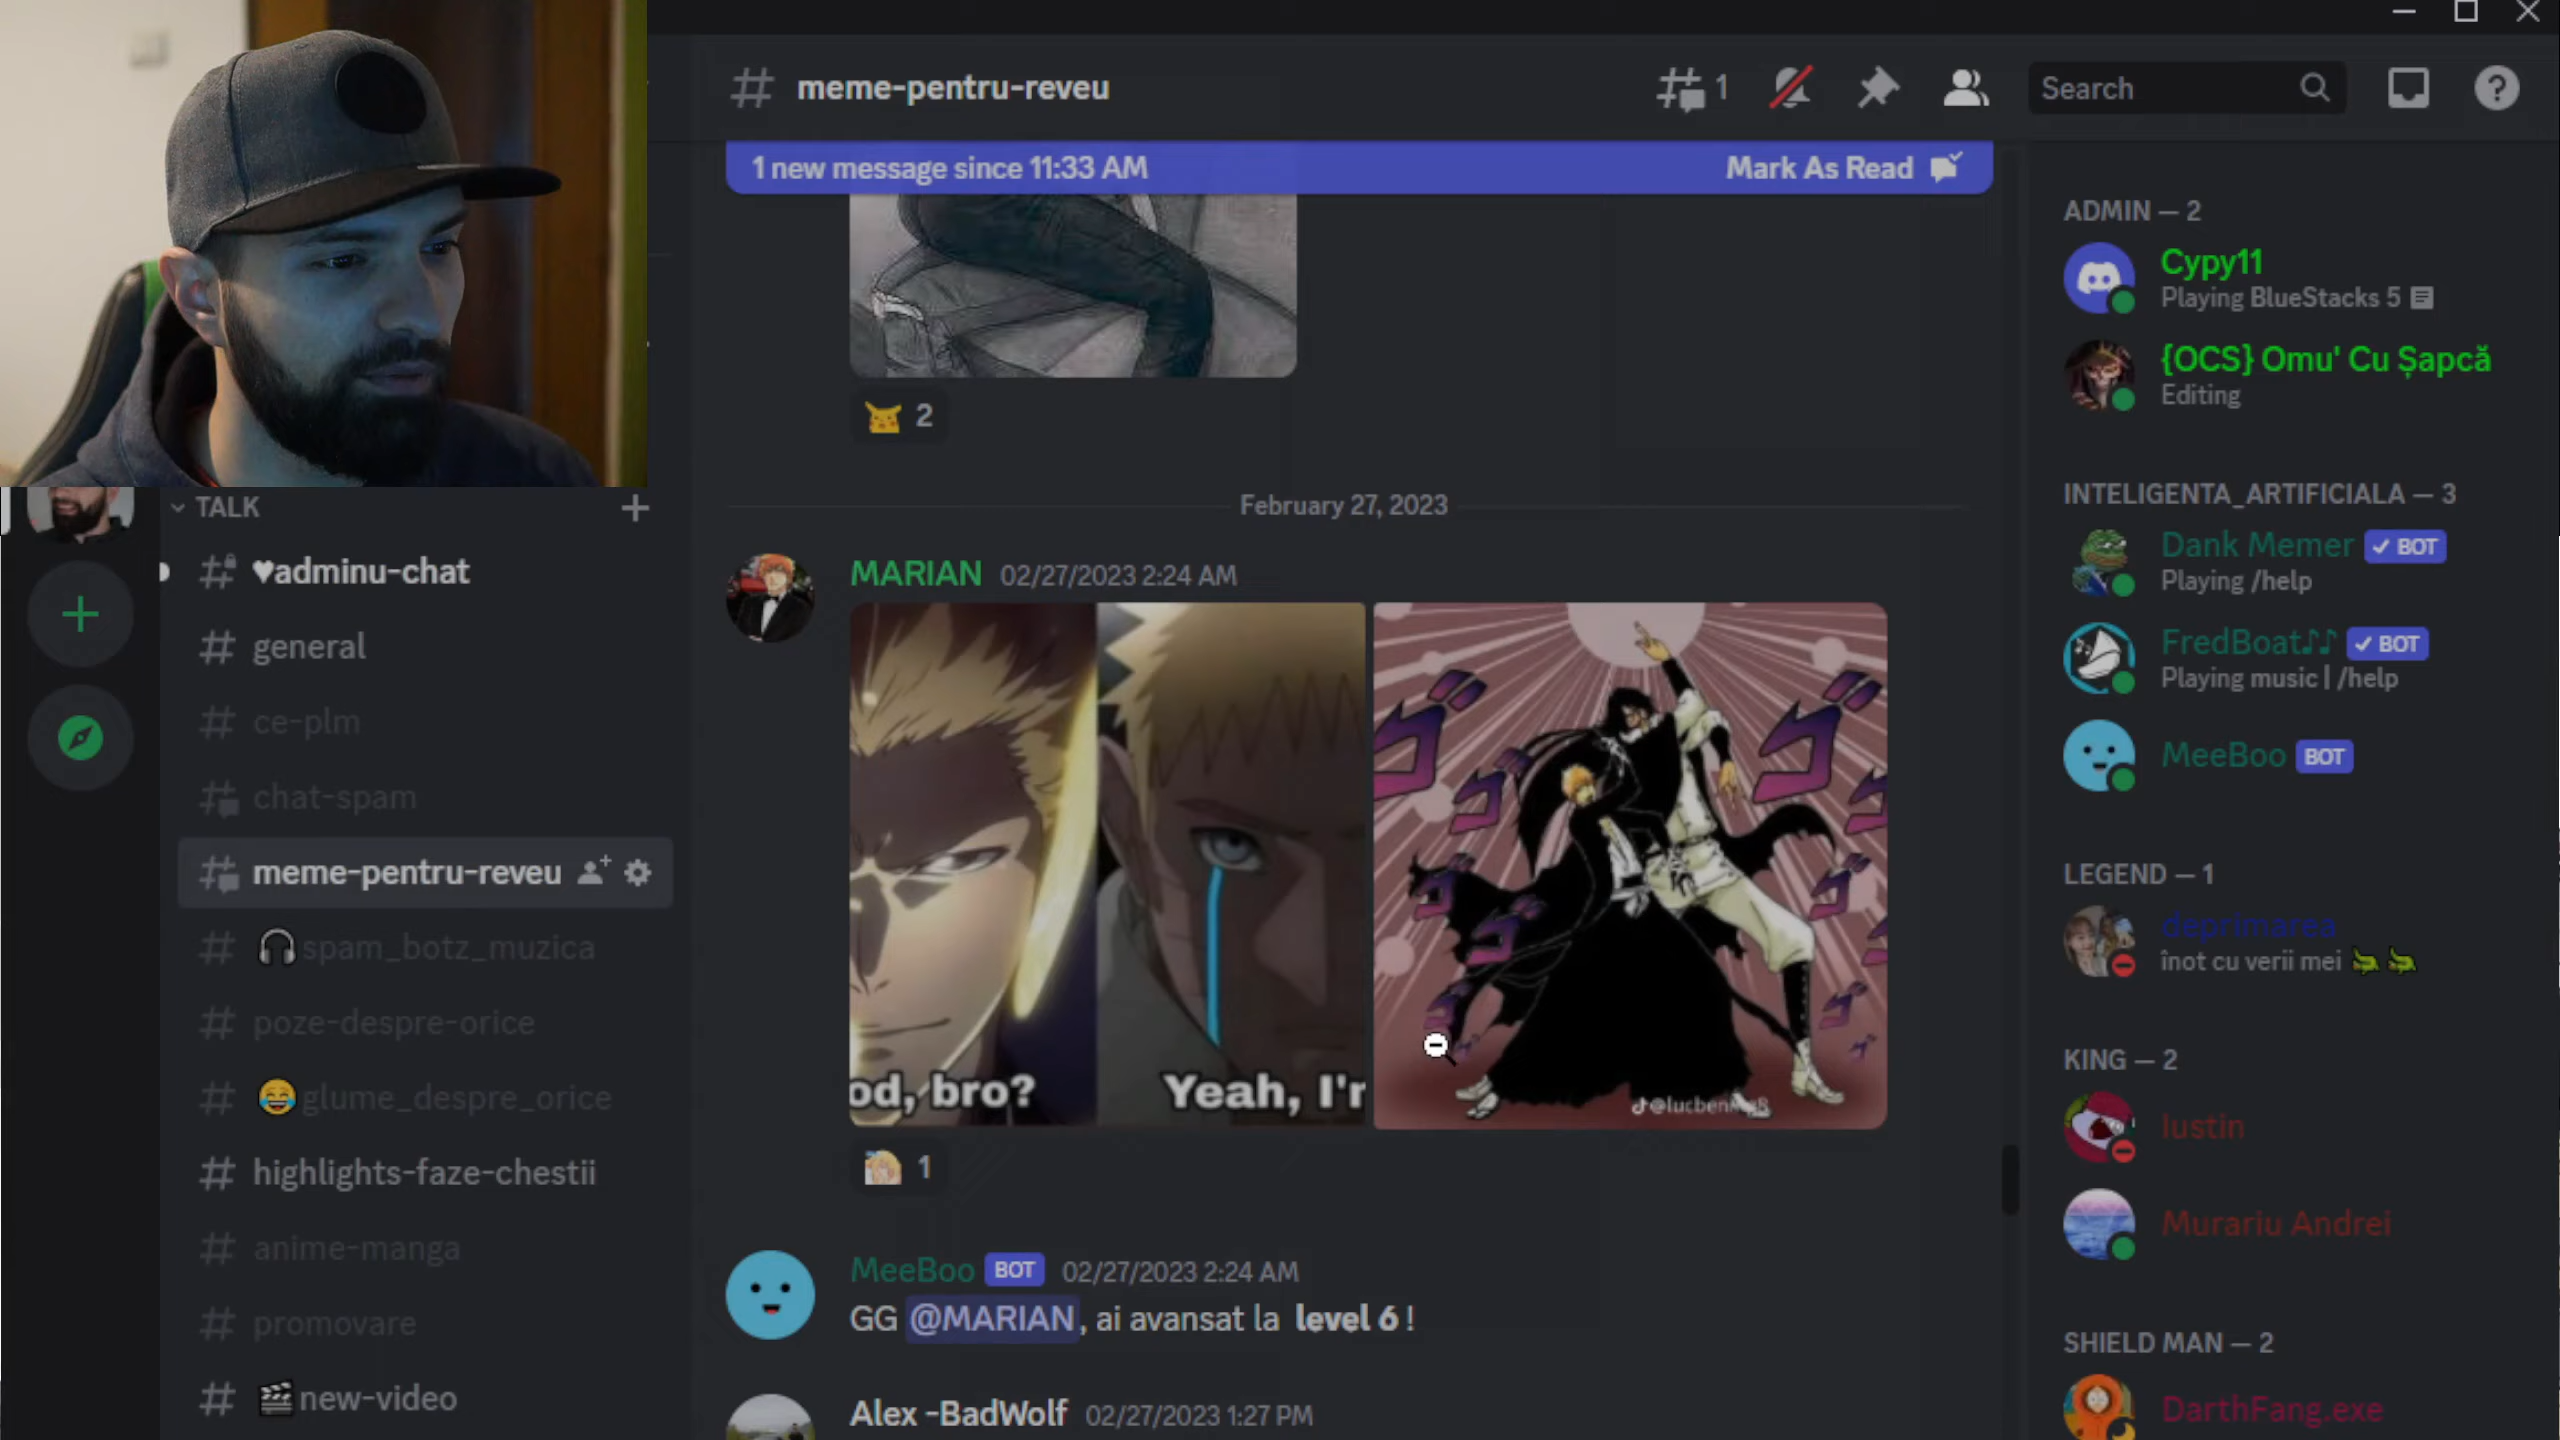 meme-pentru-reveu
1
Search
1 new message since 11:33 AM
Mark As Read
2
TALK
♥adminu-chat
general
ce-plm
chat-spam
meme-pentru-reveu
🎧spam_botz_muzica
poze-despre-orice
😂glume_despre_orice
highlights-faze-chestii
anime-manga
promovare
🎬new-video
February 27, 2023
MARIAN 02/27/2023 2:24 AM
od, bro?
Yeah, I'r
1
MeeBoo BOT 02/27/2023 2:24 AM
GG @MARIAN, ai avansat la level 6 !
Alex -BadWolf 02/27/2023 1:27 PM
ADMIN — 2
Cypy11
Playing BlueStacks 5
{OCS} Omu' Cu Șapcă
Editing
INTELIGENTA_ARTIFICIALA — 3
Dank Memer BOT
Playing /help
FredBoat♪♪ BOT
Playing music | /help
MeeBoo BOT
LEGEND — 1
deprimarea
înot cu verii mei
KING — 2
Iustin
Murariu Andrei
SHIELD MAN — 2
DarthFang.exe